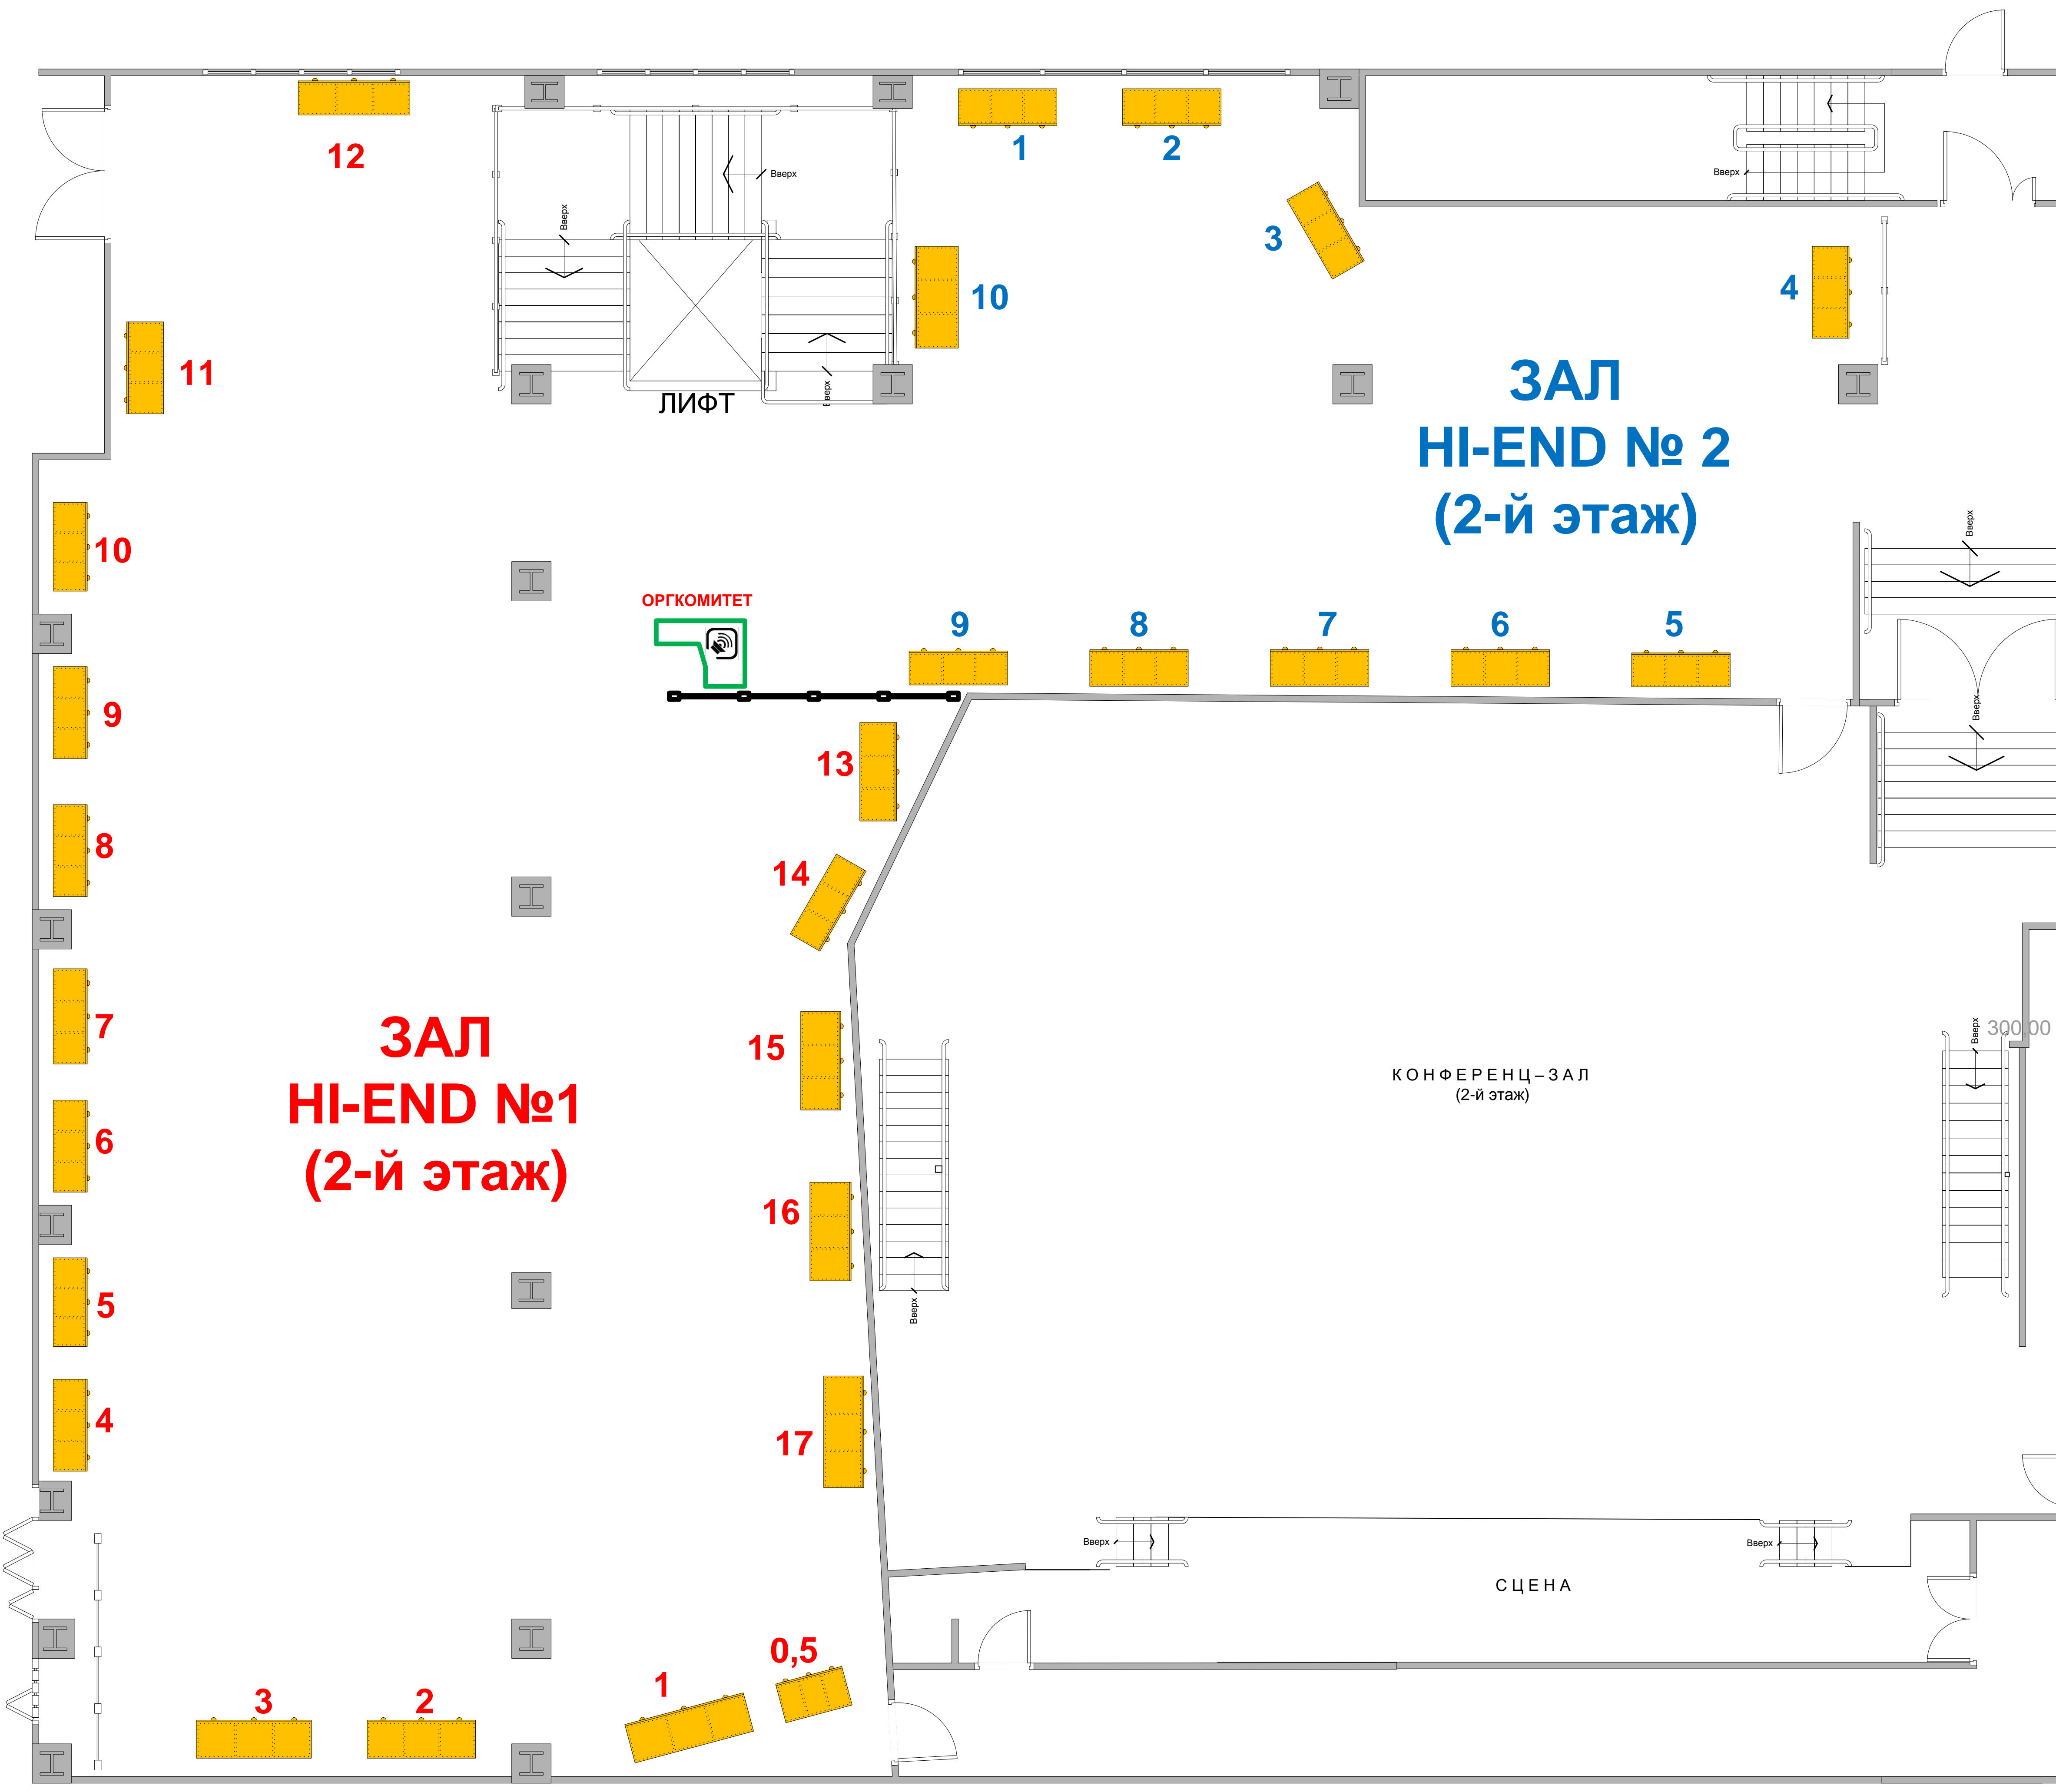 12
Вверх
Вверх
Вверх
ЛИФТ
1
2
3
10
4
Вверх
11
ЗАЛ
HI-END № 2
(2-й этаж)
Вверх
10
ОРГКОМИТЕТ
9
8
7
6
5
Вверх
9
13
8
14
7
15
ЗАЛ
HI-END №1
(2-й этаж)
КОНФЕРЕНЦ–ЗАЛ
(2-й этаж)
300,00
Вверх
6
16
Вверх
5
4
17
Вверх
Вверх
СЦЕНА
0,5
1
3
2